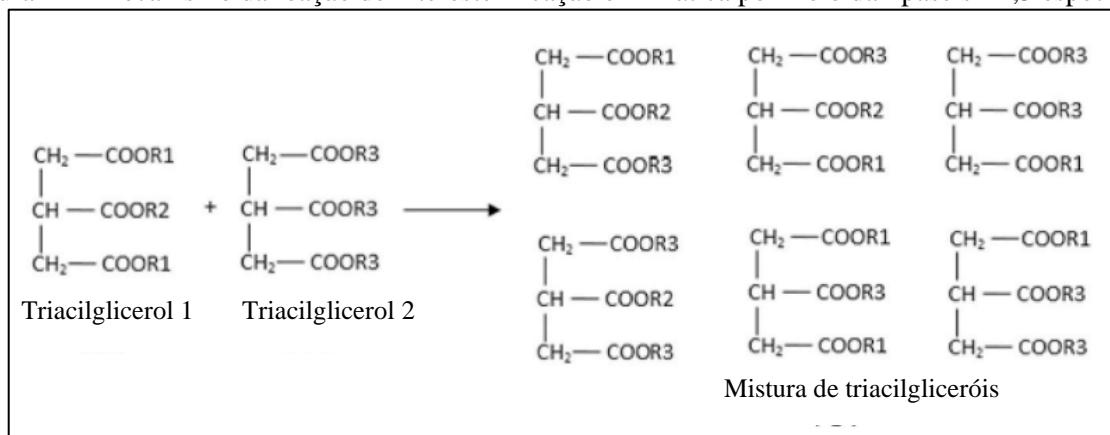 CH₂—COOR1
CH — COOR2
CH₂— COOR1
Triacilglicerol 1
+
CH₂—COOR3
CH — COOR3
CH₂— COOR3
Triacilglicerol 2
CH₂—COOR1
CH — COOR2
CH₂— COOR3
CH₂—COOR3
CH — COOR2
CH₂— COOR1
CH₂—COOR3
CH — COOR3
CH₂— COOR1
CH₂—COOR3
CH — COOR2
CH₂— COOR3
CH₂—COOR1
CH — COOR3
CH₂— COOR1
CH₂—COOR1
CH — COOR3
CH₂— COOR3
Mistura de triacilgliceróis